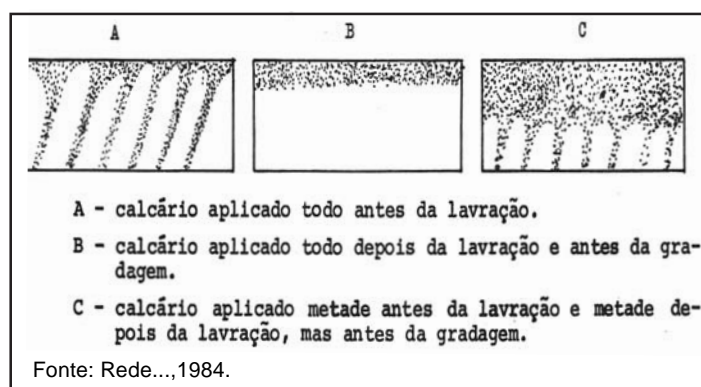 A B C
A - calcário aplicado todo antes da lavração.
B - calcário aplicado todo depois da lavração e antes da gra-
dagem.
C - calcário aplicado metade antes da lavração e metade de-
pois da lavração, mas antes da gradagem.
Fonte: Rede...,1984.